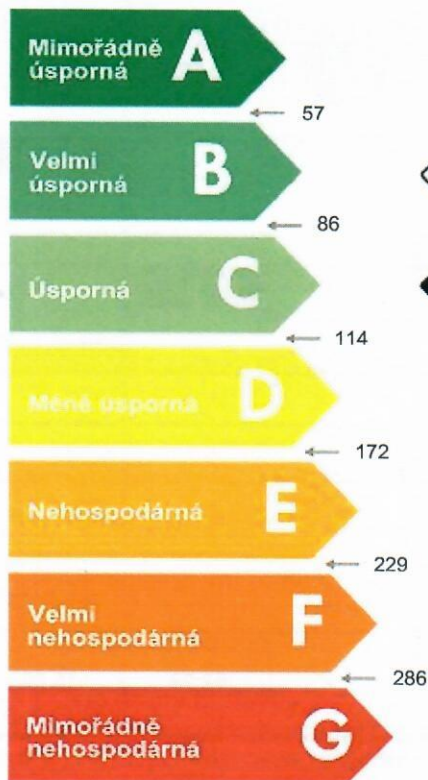 Mimořádně
úsporná
A
57
Velmi
úsporná
B
86
Úsporná
C
114
Méně úsporná
D
172
Nehospodárná
E
229
Velmi
nehospodárná
F
286
Mimořádně
nehospodárná
G